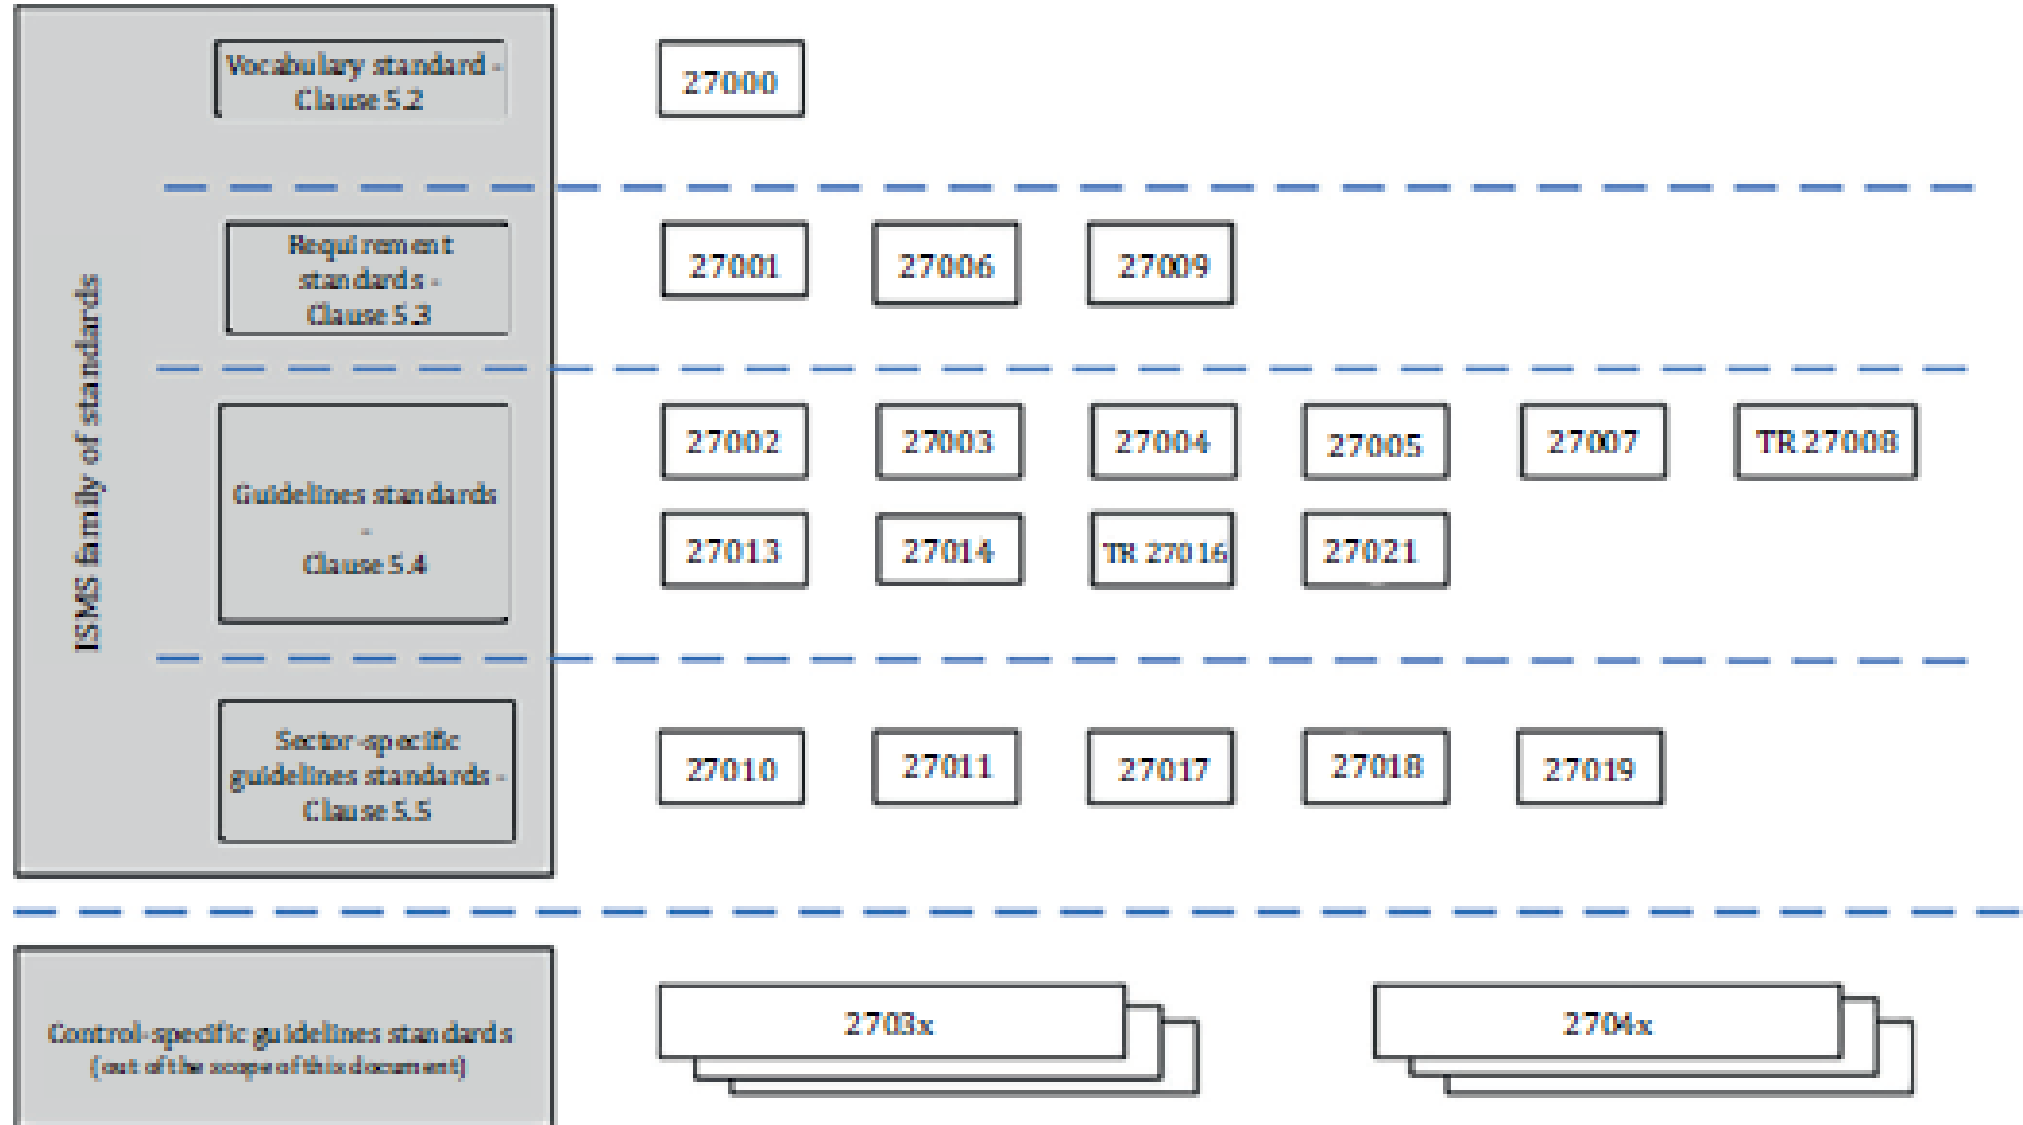 ISMS family of standards
Vocabulary standard -
Clause 5.2
27000
Requirement
standards -
Clause 5.3
27001
27006
27009
Guidelines standards
-
Clause 5.4
27002
27003
27004
27005
27007
TR 27008
27013
27014
TR 27016
27021
Sector-specific
guidelines standards -
Clause 5.5
27010
27011
27017
27018
27019
Control-specific guidelines standards
(out of the scope of this document)
2703x
2704x